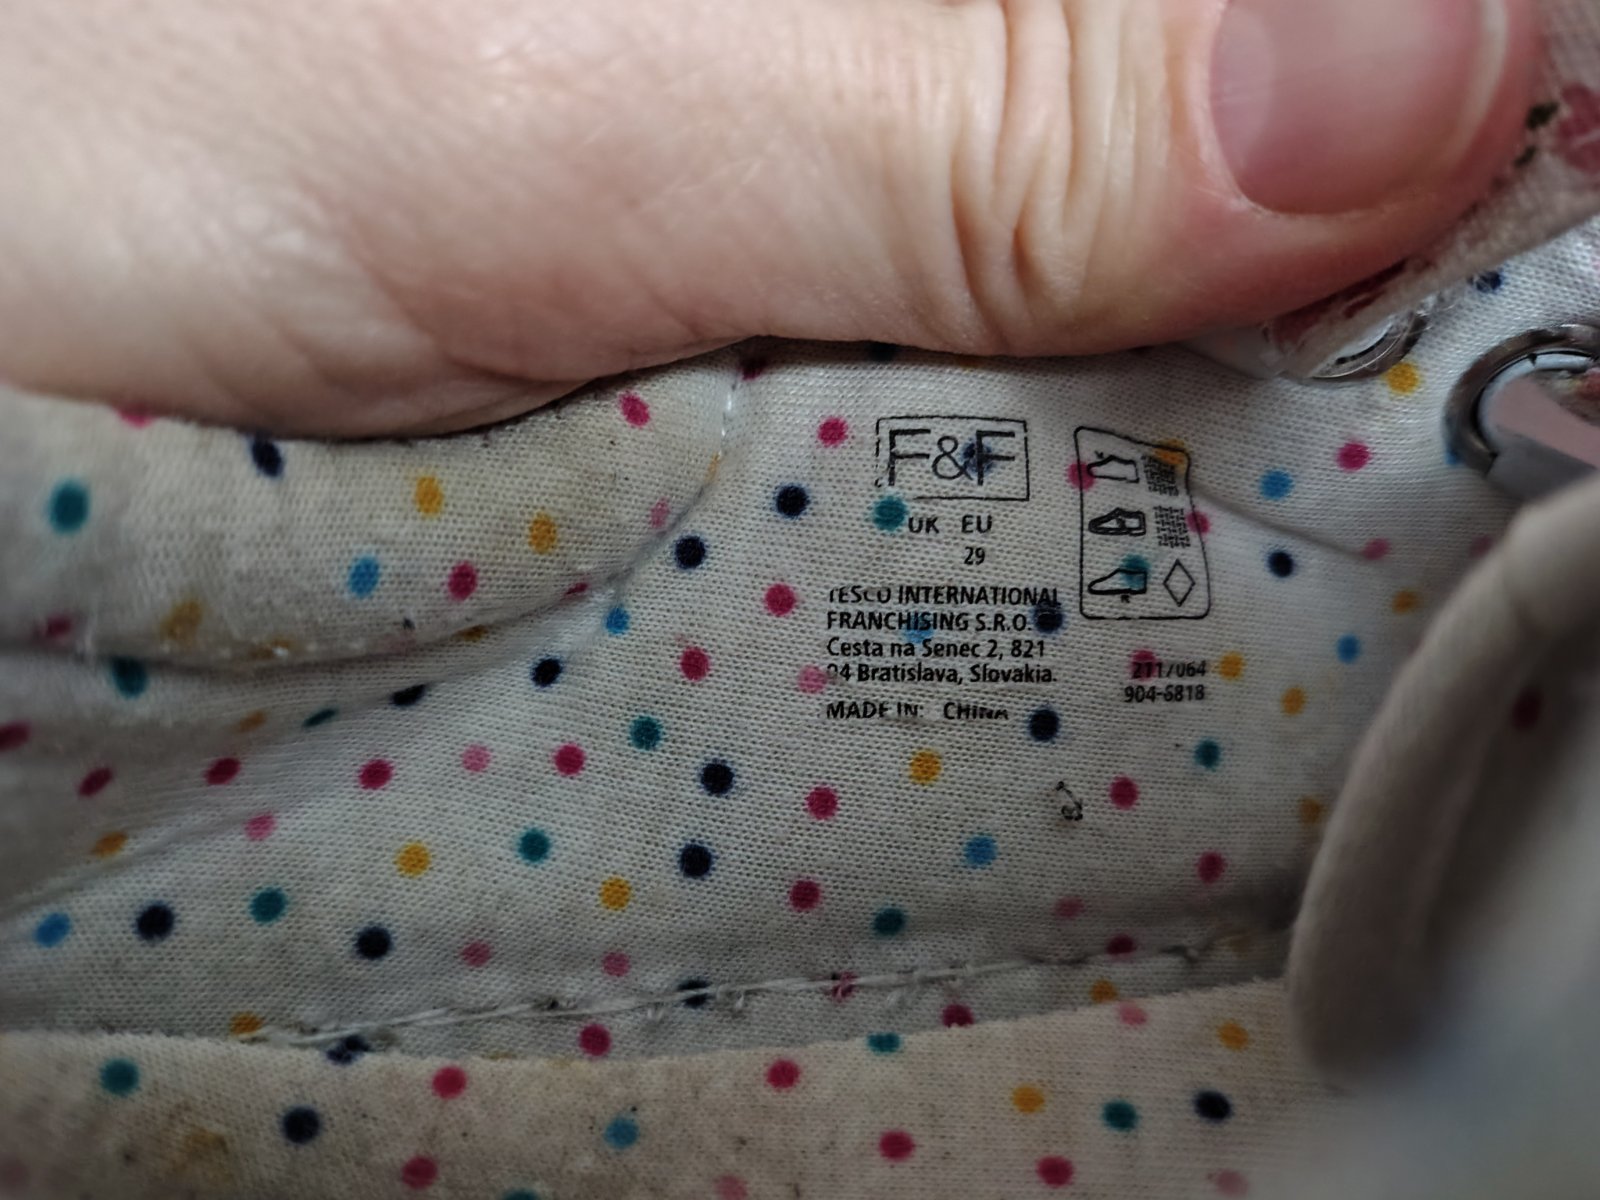 F&F
UK EU
29
TESCO INTERNATIONAL
FRANCHISING S.R.O.
Cesta na Senec 2, 821
04 Bratislava, Slovakia.
MADE IN: CHINA
211/064
904-6818